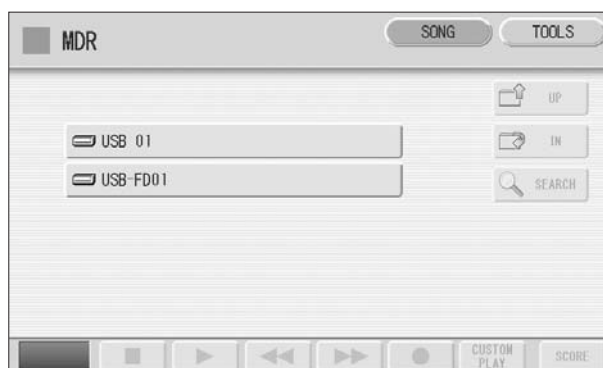 MDR
SONG
TOOLS
UP
USB 01
IN
USB-FD01
SEARCH
CUSTOM
PLAY
SCORE